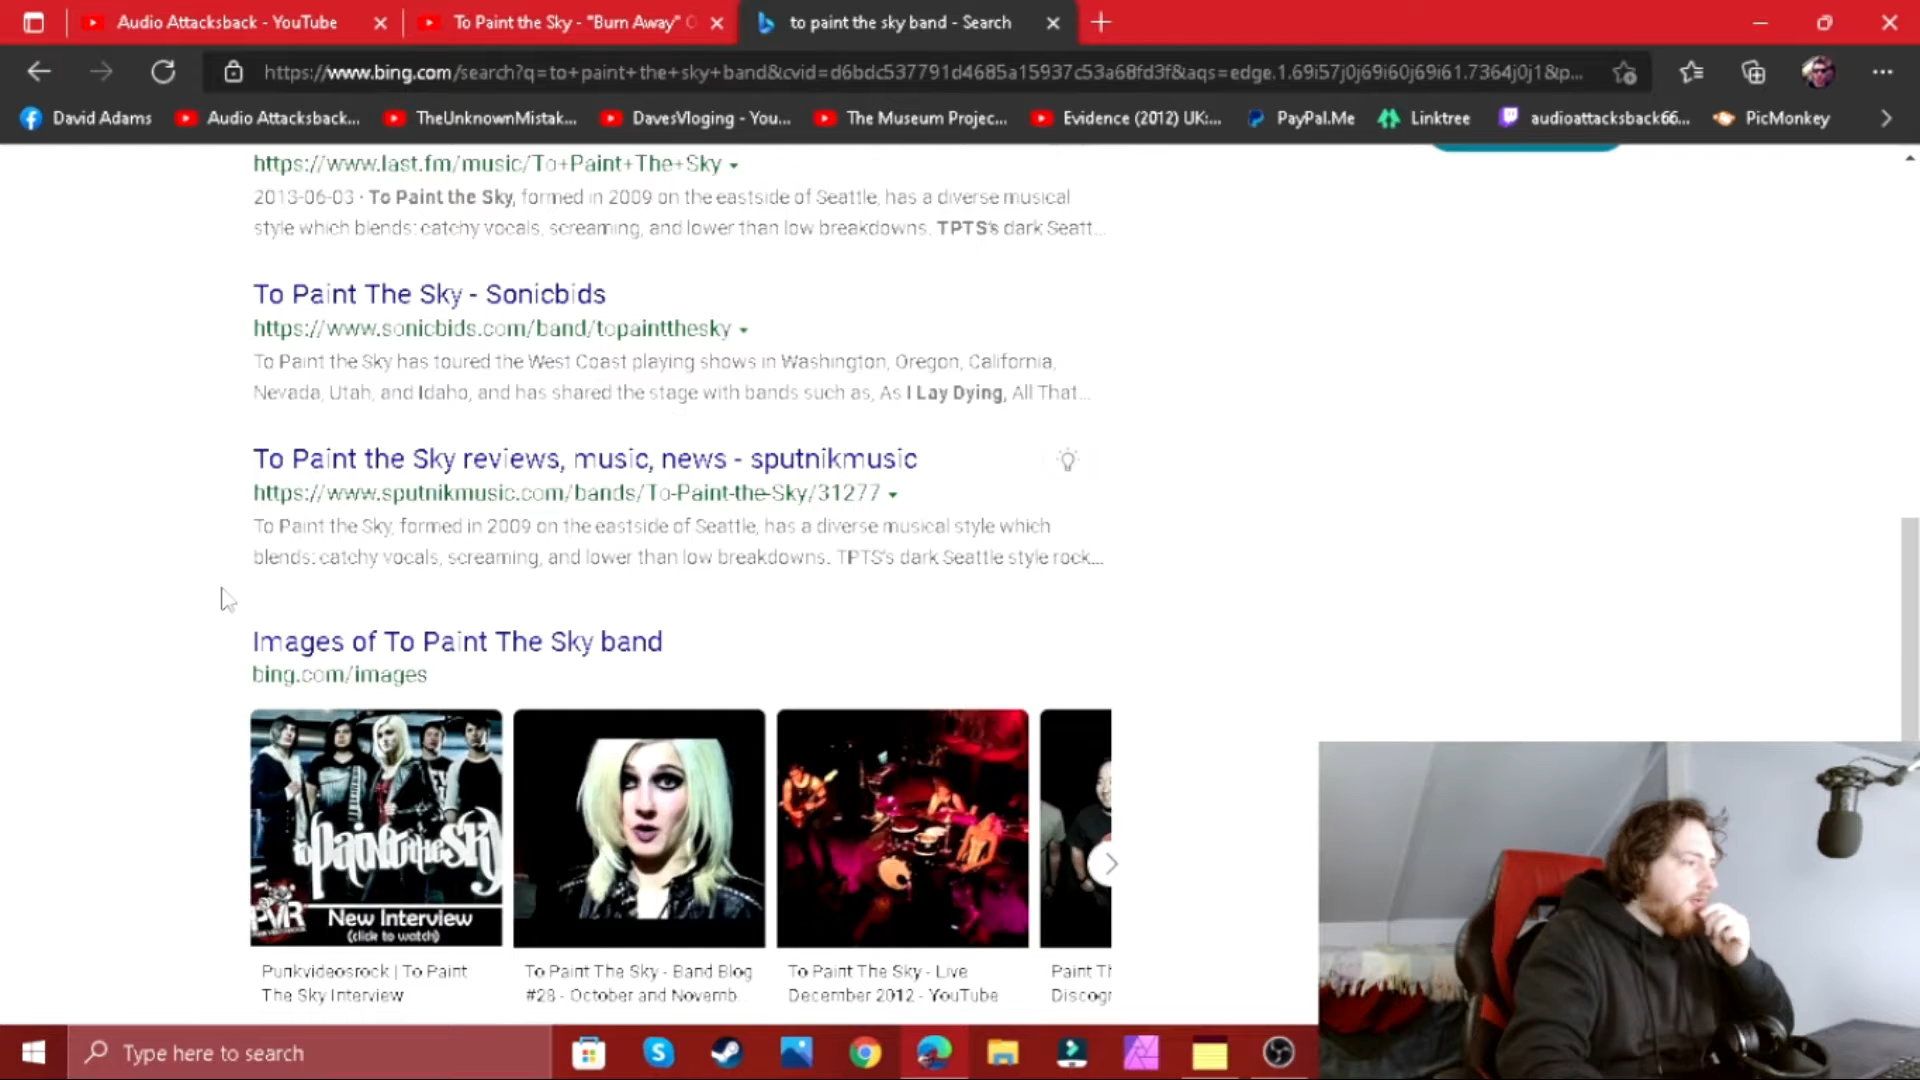 Audio Attacksback - YouTube
To Paint the Sky - "Burn Away"
to paint the sky band - Search
https://www.bing.com/search?q=to+paint+the+sky+band&cvid=d6bdc537791d4685a15937c53a68fd3f&aqs=edge.1.69i57j0j69i60j69i61.7364j0j1&p...
David Adams
Audio Attacksback...
TheUnknownMistak...
DavesVloging - You...
The Museum Projec...
Evidence (2012) UK:...
PayPal.Me
Linktree
audioattacksback66...
PicMonkey
https://www.last.fm/music/To+Paint+The+Sky
2013-06-03 · To Paint the Sky, formed in 2009 on the eastside of Seattle, has a diverse musical
style which blends: catchy vocals, screaming, and lower than low breakdowns. TPTS's dark Seatt...
To Paint The Sky - Sonicbids
https://www.sonicbids.com/band/topaintthesky
To Paint the Sky has toured the West Coast playing shows in Washington, Oregon, California,
Nevada, Utah, and Idaho, and has shared the stage with bands such as, As I Lay Dying, All That...
To Paint the Sky reviews, music, news - sputnikmusic
https://www.sputnikmusic.com/bands/To-Paint-the-Sky/31277
To Paint the Sky, formed in 2009 on the eastside of Seattle, has a diverse musical style which
blends: catchy vocals, screaming, and lower than low breakdowns. TPTS's dark Seattle style rock...
Images of To Paint The Sky band
bing.com/images
to Paint the Sky
PVR
New Interview
(click to watch)
Punkvideosrock | To Paint
The Sky Interview
To Paint The Sky - Band Blog
#28 - October and Novemb
To Paint The Sky - Live
December 2012 - YouTube
Paint Th
Discogr
Type here to search